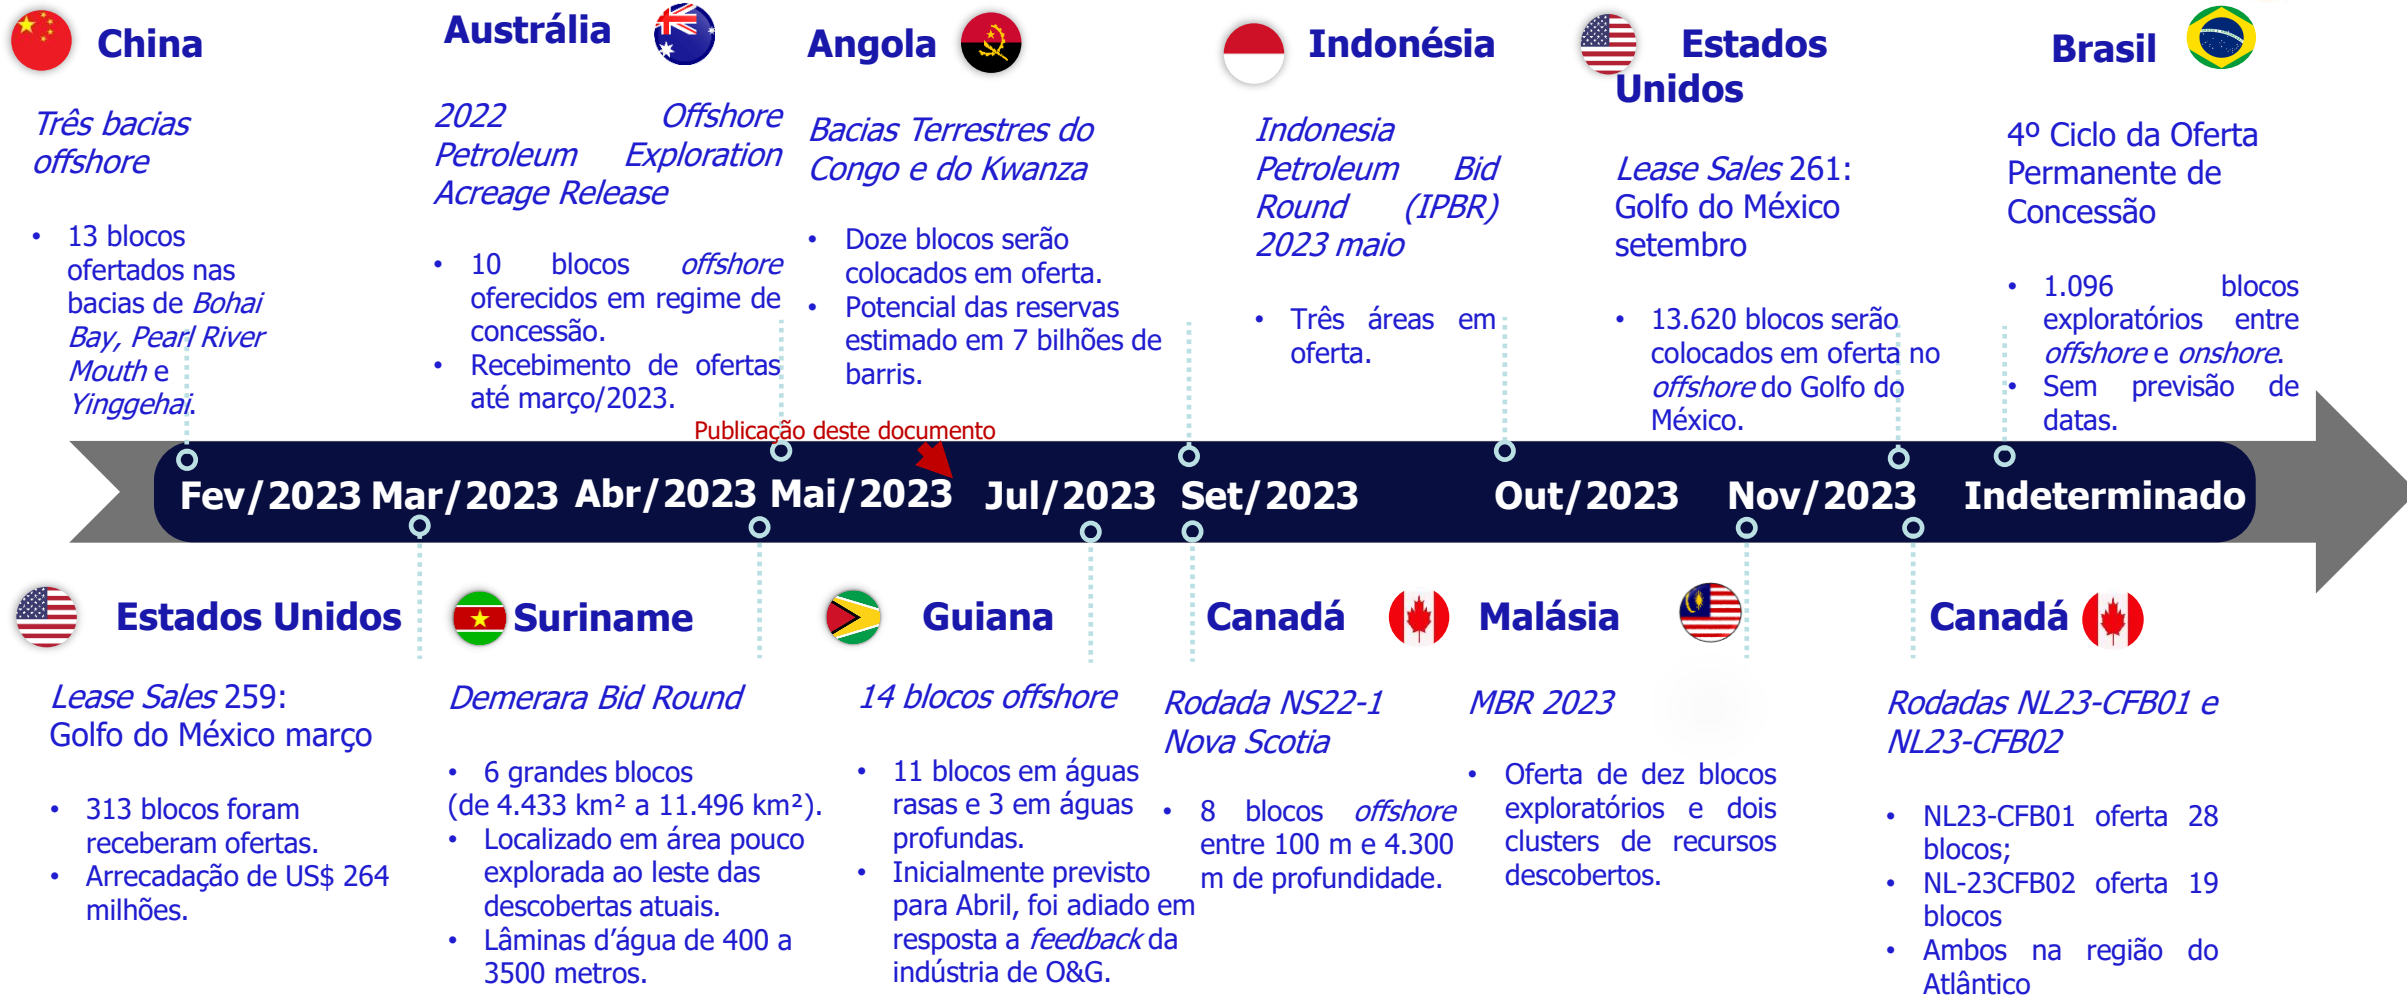 China
Três bacias
offshore
• 13 blocos
ofertados nas
bacias de Bohai
Bay, Pearl River
Mouth e
Yinggehai.
Austrália
2022 Offshore
Petroleum Exploration
Acreage Release
• 10 blocos offshore
oferecidos em regime de
concessão.
• Recebimento de ofertas
até março/2023.
Angola
Bacias Terrestres do
Congo e do Kwanza
• Doze blocos serão
colocados em oferta.
• Potencial das reservas
estimado em 7 bilhões de
barris.
Indonésia
Indonesia
Petroleum Bid
Round (IPBR)
2023 maio
• Três áreas em
oferta.
Estados
Unidos
Lease Sales 261:
Golfo do México
setembro
• 13.620 blocos serão
colocados em oferta no
offshore do Golfo do
México.
Brasil
4º Ciclo da Oferta
Permanente de
Concessão
• 1.096 blocos
exploratórios entre
offshore e onshore.
• Sem previsão de
datas.
Publicação deste documento
Fev/2023 Mar/2023 Abr/2023 Mai/2023 Jul/2023 Set/2023 Out/2023 Nov/2023 Indeterminado
Estados Unidos
Lease Sales 259:
Golfo do México março
• 313 blocos foram
receberam ofertas.
• Arrecadação de US$ 264
milhões.
Suriname
Demerara Bid Round
• 6 grandes blocos
(de 4.433 km² a 11.496 km²).
• Localizado em área pouco
explorada ao leste das
descobertas atuais.
• Lâminas d’água de 400 a
3500 metros.
Guiana
14 blocos offshore
• 11 blocos em águas
rasas e 3 em águas
profundas.
• Inicialmente previsto
para Abril, foi adiado em
resposta a feedback da
indústria de O&G.
Canadá
Rodada NS22-1
Nova Scotia
• 8 blocos offshore
entre 100 m e 4.300
m de profundidade.
Malásia
MBR 2023
• Oferta de dez blocos
exploratórios e dois
clusters de recursos
descobertos.
Canadá
Rodadas NL23-CFB01 e
NL23-CFB02
• NL23-CFB01 oferta 28
blocos;
• NL-23CFB02 oferta 19
blocos
• Ambos na região do
Atlântico